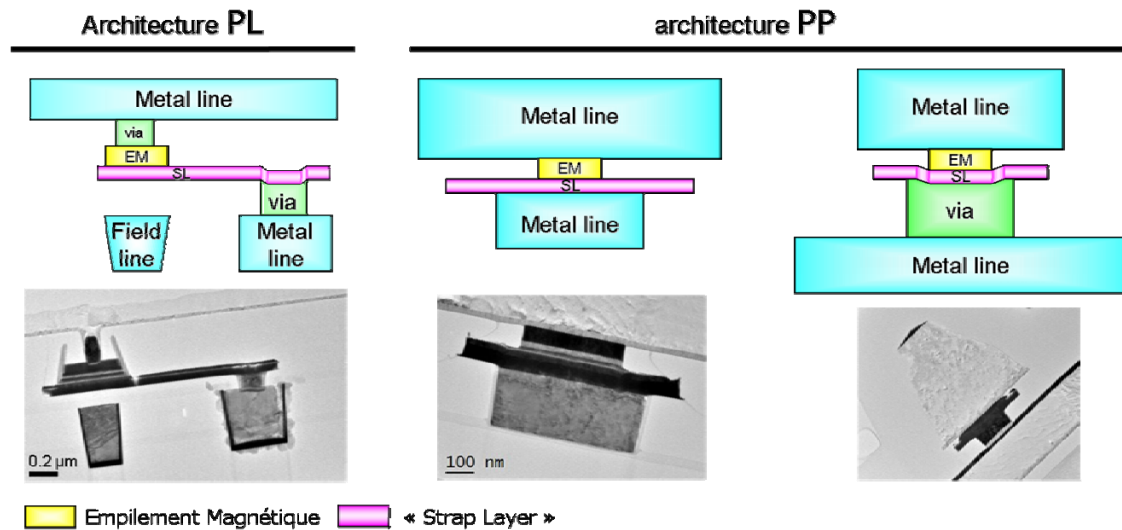 Architecture PL
architecture PP
Metal line
via
EM
SL
via
Field
line
Metal
line
Metal line
EM
SL
Metal line
Metal line
EM
SL
via
Metal line
0.2 µm
100 nm
Empilement Magnétique
« Strap Layer »